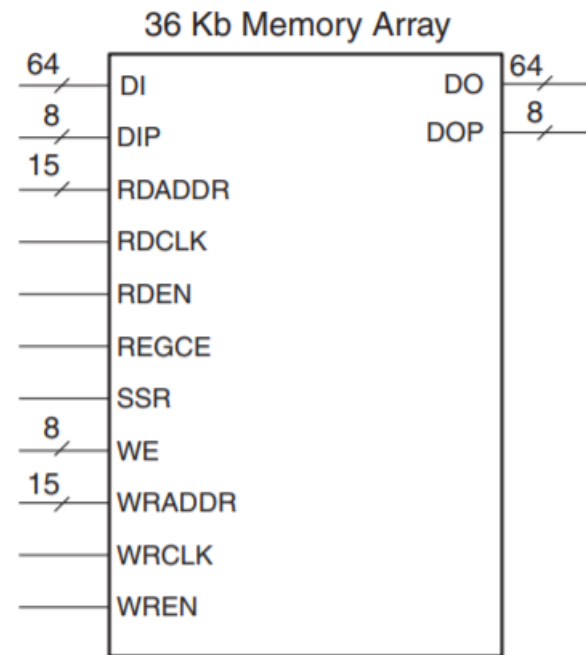 36 Kb Memory Array
64
DI
DO
64
8
DIP
DOP
8
15
RDADDR
RDCLK
RDEN
REGCE
SSR
8
WE
15
WRADDR
WRCLK
WREN